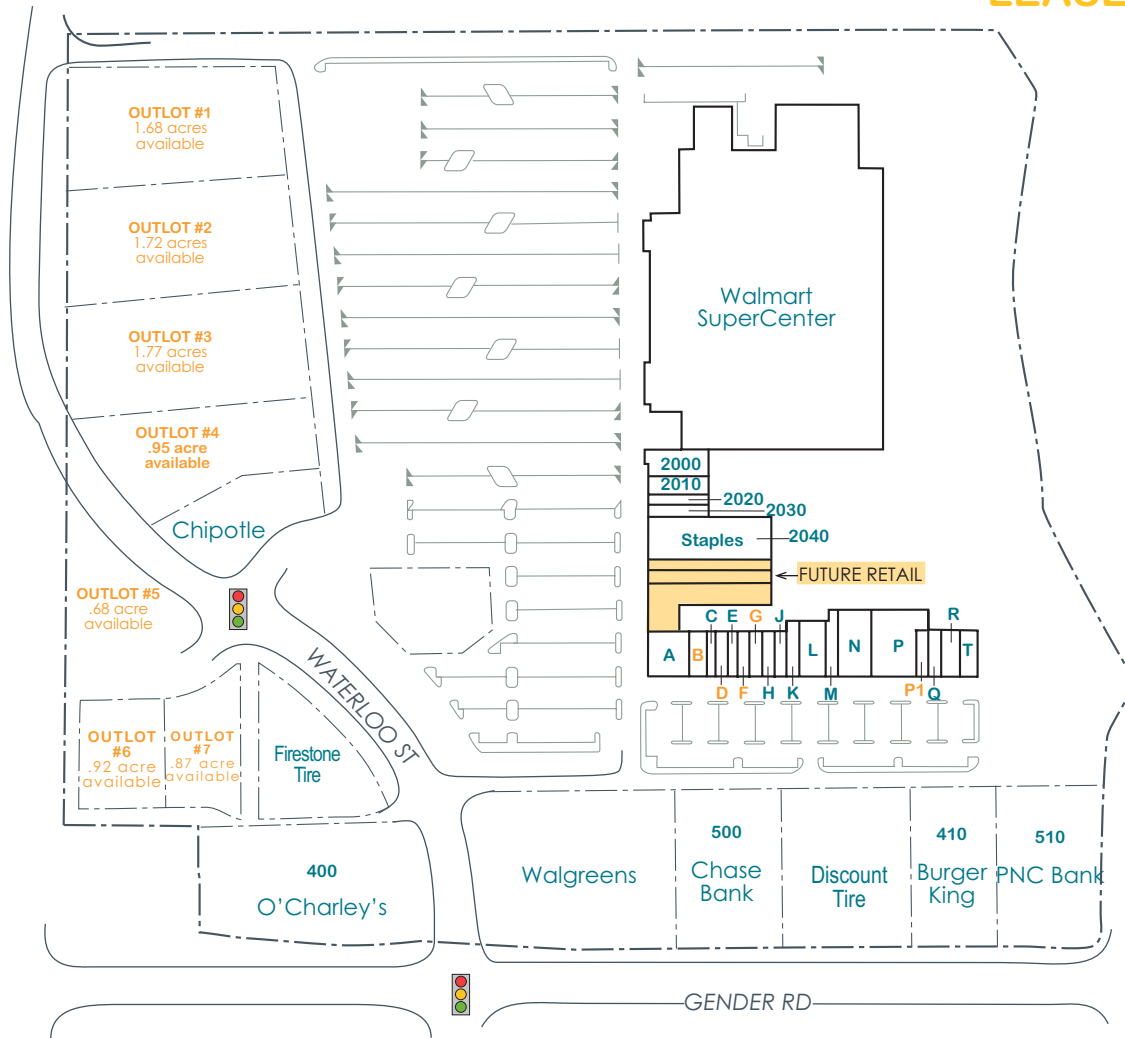 LEASE
OUTLOT #1
1.68 acres
available
OUTLOT #2
1.72 acres
available
OUTLOT #3
1.77 acres
available
OUTLOT #4
.95 acre
available
Chipotle
OUTLOT #5
.68 acre
available
WATERLOO ST
OUTLOT
#6
.92 acre
available
OUTLOT
#7
.87 acre
available
Firestone
Tire
Walmart
SuperCenter
2000
2010
2020
2030
Staples
2040
FUTURE RETAIL
A
B
C
D
E
F
G
H
J
K
L
M
N
P
P1
Q
R
T
400
O'Charley's
Walgreens
500
Chase
Bank
Discount
Tire
410
Burger
King
510
PNC Bank
GENDER RD